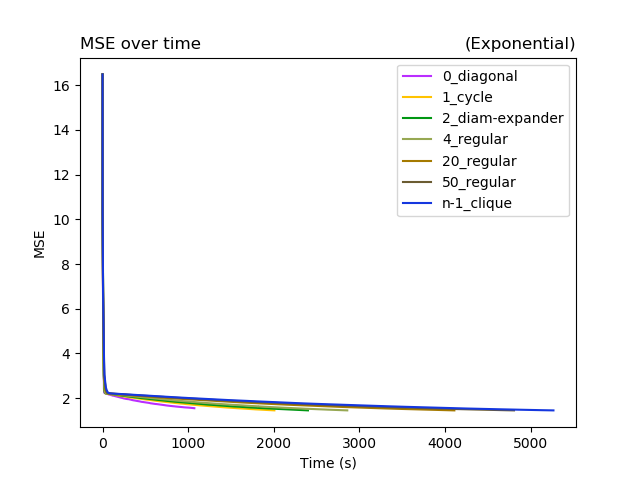 MSE over time (Exponential)
0_diagonal
1_cycle
2_diam-expander
4_regular
20_regular
50_regular
n-1_clique
MSE
16
14
12
10
8
6
4
2
0 1000 2000 3000 4000 5000
Time (s)